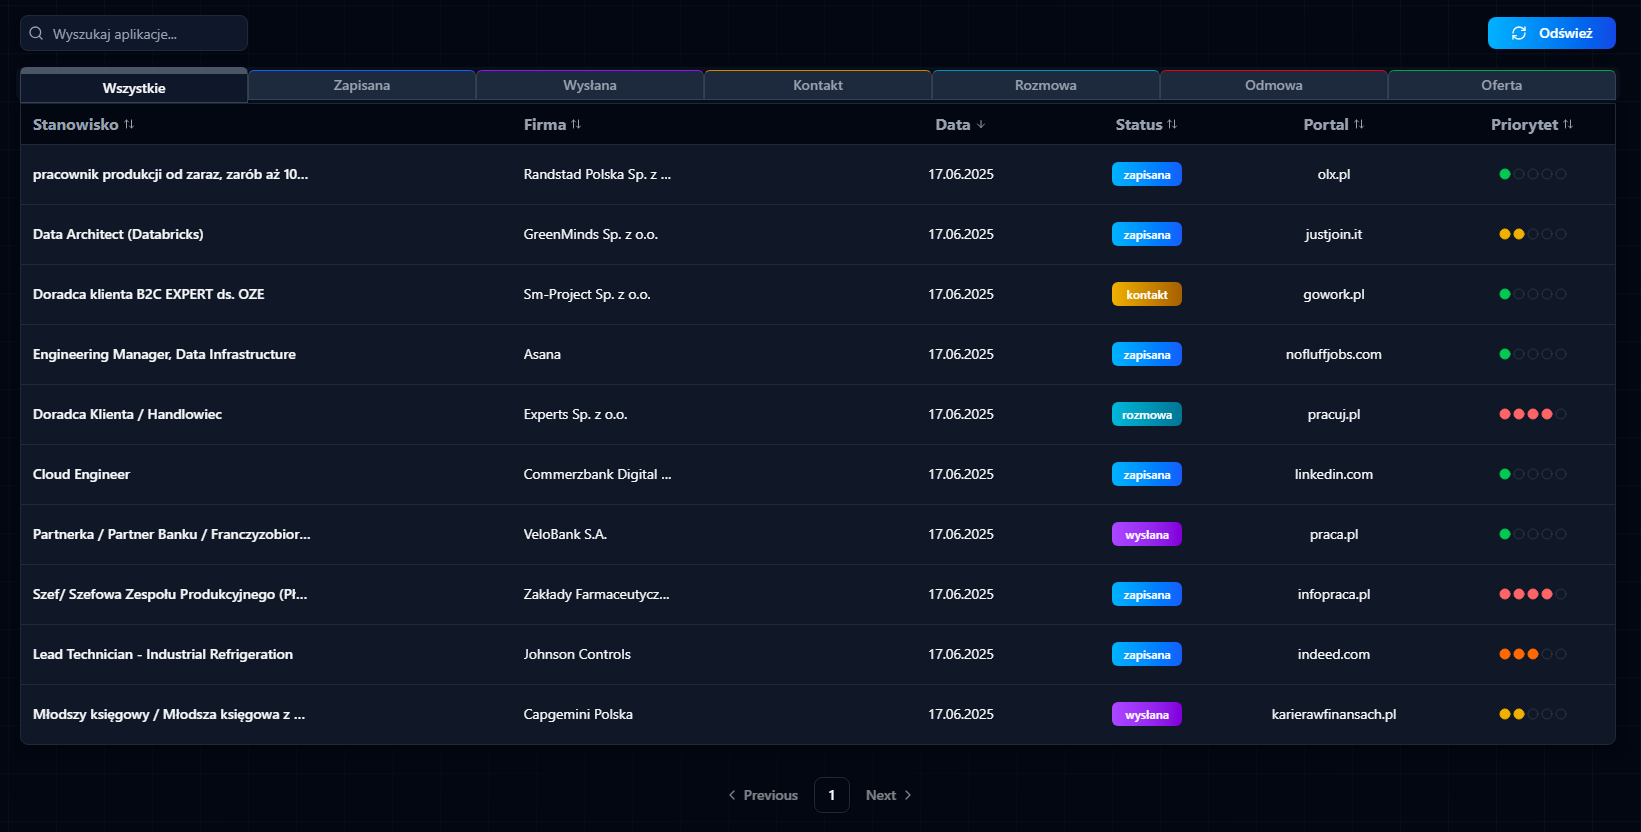 Wyszukaj aplikacje...
Odśwież
Wszystkie Zapisana Wysłana Kontakt Rozmowa Odmowa Oferta
Stanowisko Firma Data Status Portal Priorytet
pracownik produkcji od zaraz, zarób aż 10... Randstad Polska Sp. z ... 17.06.2025 zapisana olx.pl
Data Architect (Databricks) GreenMinds Sp. z o.o. 17.06.2025 zapisana justjoin.it
Doradca klienta B2C EXPERT ds. OZE Sm-Project Sp. z o.o. 17.06.2025 kontakt gowork.pl
Engineering Manager, Data Infrastructure Asana 17.06.2025 zapisana nofluffjobs.com
Doradca Klienta / Handlowiec Experts Sp. z o.o. 17.06.2025 rozmowa pracuj.pl
Cloud Engineer Commerzbank Digital ... 17.06.2025 zapisana linkedin.com
Partnerka / Partner Banku / Franczyzobior... VeloBank S.A. 17.06.2025 wysłana praca.pl
Szef/ Szefowa Zespołu Produkcyjnego (Pł... Zakłady Farmaceutycz... 17.06.2025 zapisana infopraca.pl
Lead Technician - Industrial Refrigeration Johnson Controls 17.06.2025 zapisana indeed.com
Młodszy księgowy / Młodsza księgowa z ... Capgemini Polska 17.06.2025 wysłana karierawfinansach.pl
Previous 1 Next